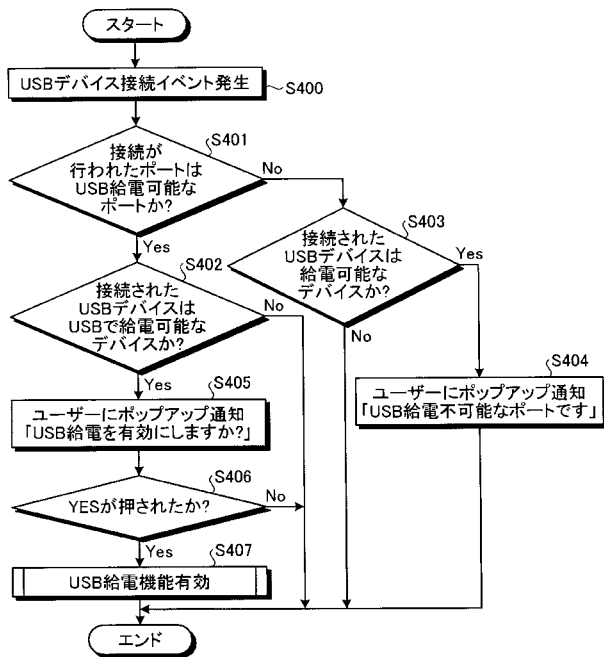 スタート
USBデバイス接続イベント発生
S400
S401
接続が
行われたポートは
USB給電可能な
ポートか?
No
Yes
S403
接続された
USBデバイスは
給電可能な
デバイスか?
Yes
No
S402
接続された
USBデバイスは
USBで給電可能な
デバイスか?
No
Yes
S404
ユーザーにポップアップ通知
「USB給電不可能なポートです」
S405
ユーザーにポップアップ通知
「USB給電を有効にしますか?」
S406
YESが押されたか?
No
Yes
S407
USB給電機能有効
エンド